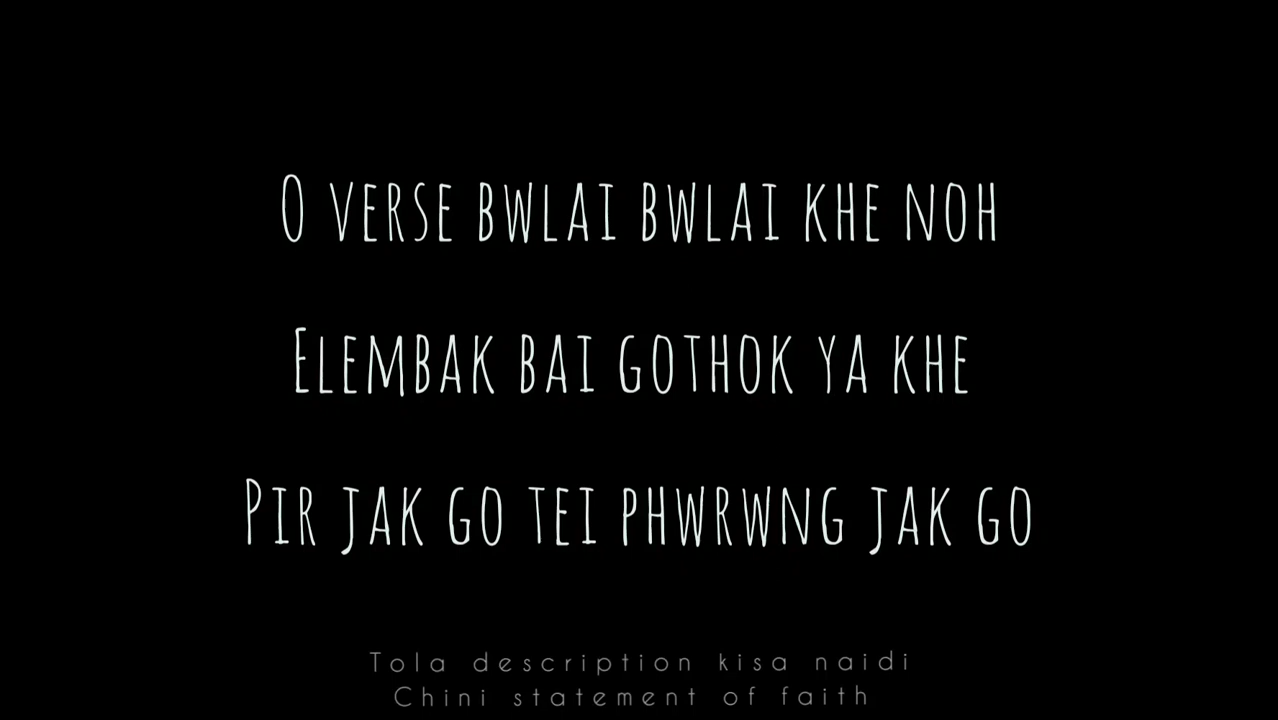 O verse bwlai bwlai khe noh
Elembak bai gothok ya khe
Pir jak go tei phwrwng jak go
Tola description kisa naidi
Chini statement of faith